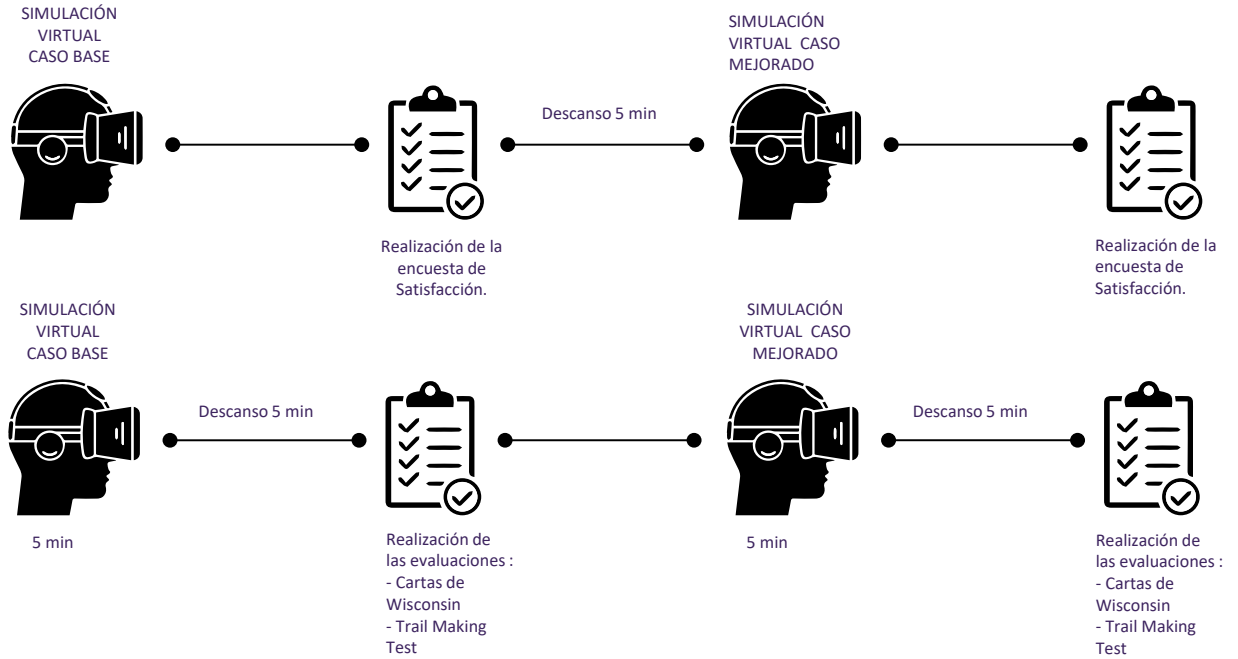 SIMULACIÓN
VIRTUAL
CASO BASE
Descanso 5 min
SIMULACIÓN
VIRTUAL CASO
MEJORADO
Realización de la
encuesta de
Satisfacción.
Realización de la
encuesta de
Satisfacción.
SIMULACIÓN
VIRTUAL
CASO BASE
Descanso 5 min
SIMULACIÓN
VIRTUAL CASO
MEJORADO
Descanso 5 min
5 min
Realización de
las evaluaciones :
- Cartas de
Wisconsin
- Trail Making
Test
5 min
Realización de
las evaluaciones :
- Cartas de
Wisconsin
- Trail Making
Test